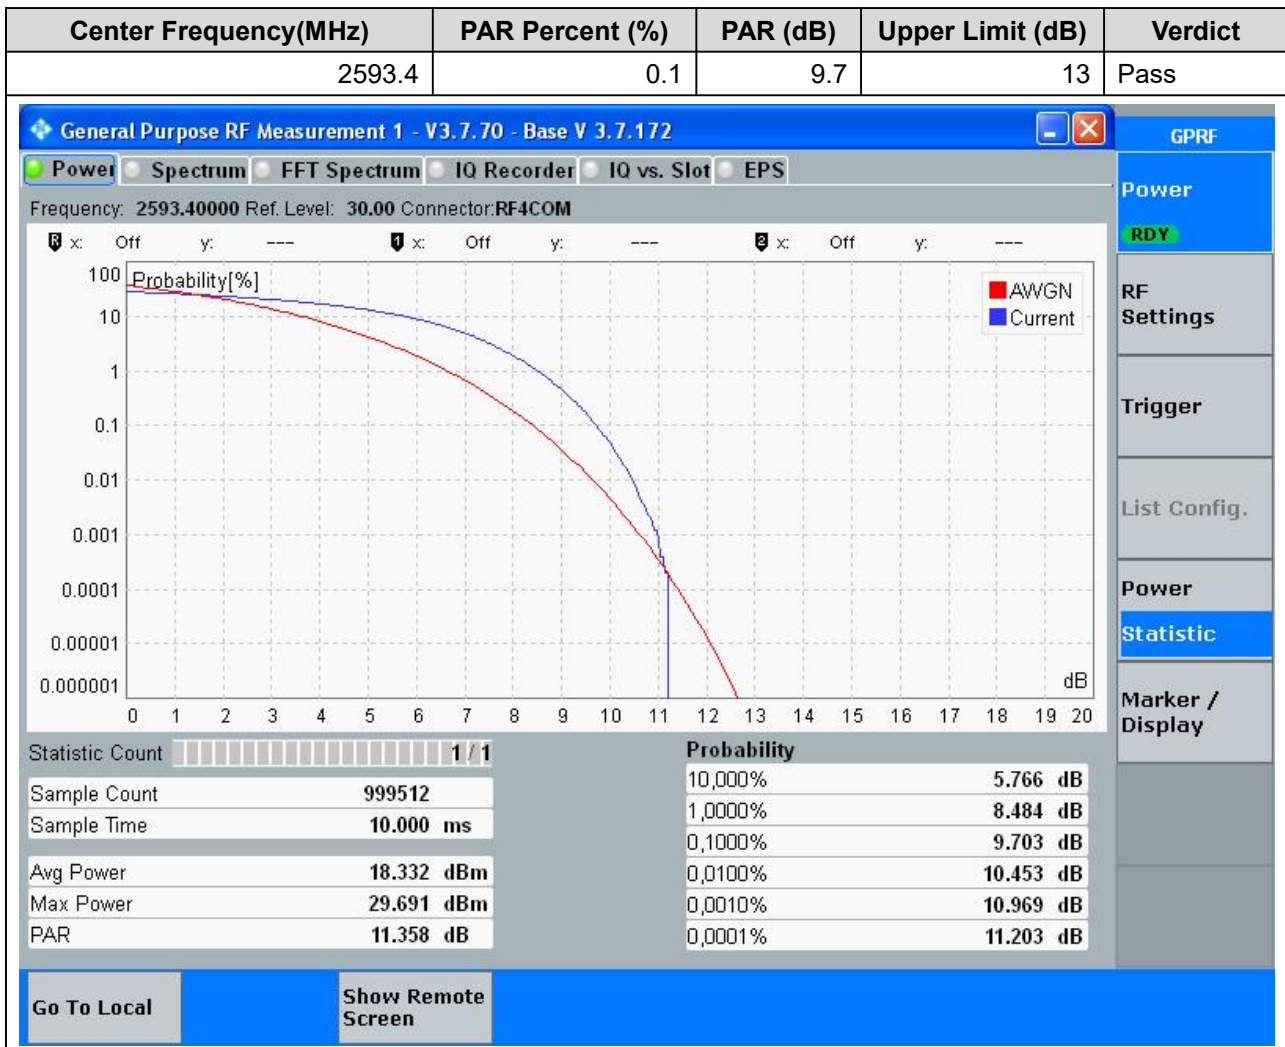 Center Frequency(MHz) PAR Percent (%) PAR (dB) Upper Limit (dB) Verdict
2593.4 0.1 9.7 13 Pass
General Purpose RF Measurement 1 - V3.7.70 - Base V 3.7.172
GPRF
Power Spectrum FFT Spectrum IQ Recorder IQ vs. Slot EPS
Frequency: 2593.40000 Ref. Level: 30.00 Connector:RF4COM
R x: Off y: --- 1 x: Off y: --- 2 x: Off y: ---
Probability[%]
AWGN
Current
100
10
1
0.1
0.01
0.001
0.0001
0.00001
0.000001
dB
0 1 2 3 4 5 6 7 8 9 10 11 12 13 14 15 16 17 18 19 20
Statistic Count 1 / 1
Sample Count 999512
Sample Time 10.000 ms
Avg Power 18.332 dBm
Max Power 29.691 dBm
PAR 11.358 dB
Probability
10,000% 5.766 dB
1,0000% 8.484 dB
0,1000% 9.703 dB
0,0100% 10.453 dB
0,0010% 10.969 dB
0,0001% 11.203 dB
Power
RDY
RF
Settings
Trigger
List Config.
Power
Statistic
Marker /
Display
Go To Local
Show Remote
Screen